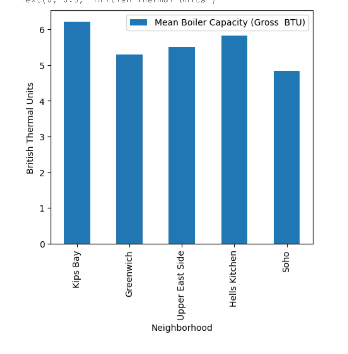 Mean Boiler Capacity (Gross BTU)
6
5
4
3
2
1
0
British Thermal Units
Kips Bay
Greenwich
Upper East Side
Hells Kitchen
Soho
Neighborhood